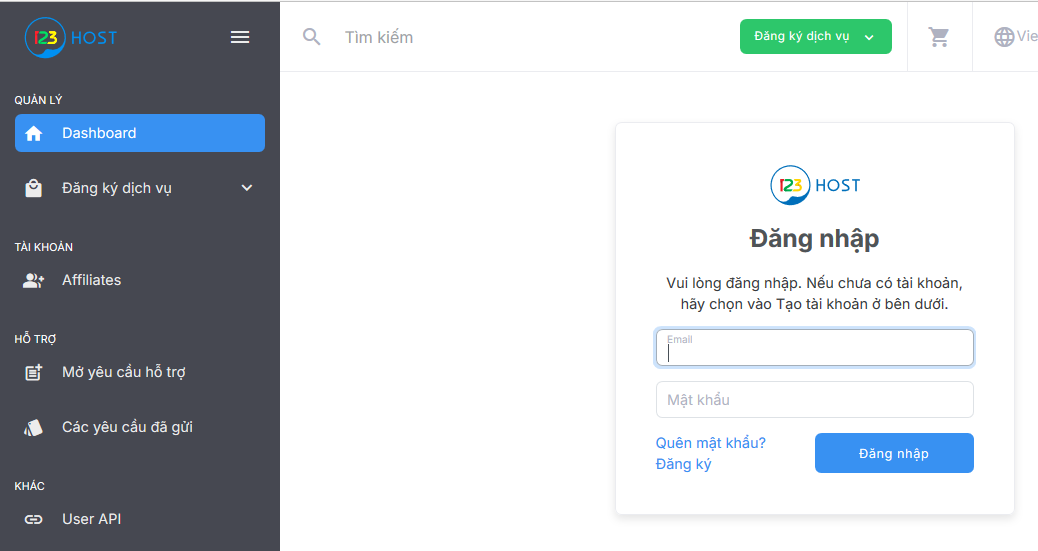 123 HOST
Tìm kiếm
Đăng ký dịch vụ
Vie
QUẢN LÝ
Dashboard
Đăng ký dịch vụ
TÀI KHOẢN
Affiliates
HỖ TRỢ
Mở yêu cầu hỗ trợ
Các yêu cầu đã gửi
KHÁC
User API
123 HOST
Đăng nhập
Vui lòng đăng nhập. Nếu chưa có tài khoản,
hãy chọn vào Tạo tài khoản ở bên dưới.
Email
Mật khẩu
Quên mật khẩu?
Đăng ký
Đăng nhập